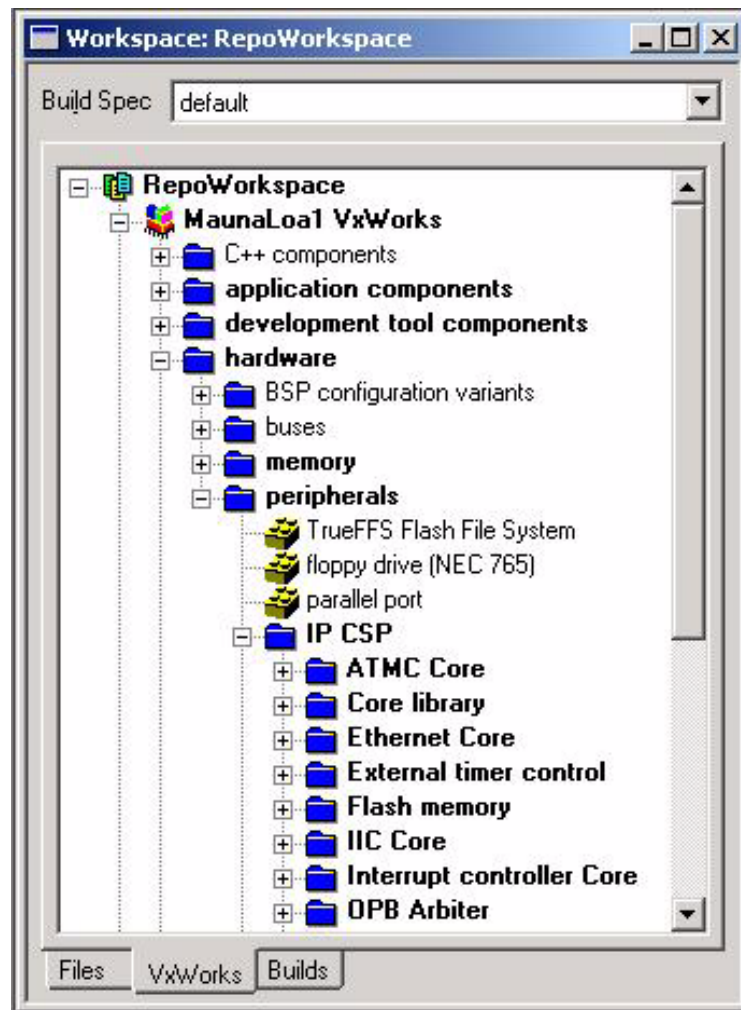 Workspace: RepoWorkspace
Build Spec default
RepoWorkspace
MaunaLoa1 VxWorks
C++ components
application components
development tool components
hardware
BSP configuration variants
buses
memory
peripherals
TrueFFS Flash File System
floppy drive (NEC 765)
parallel port
IP CSP
ATMC Core
Core library
Ethernet Core
External timer control
Flash memory
IIC Core
Interrupt controller Core
OPB Arbiter
Files VxWorks Builds